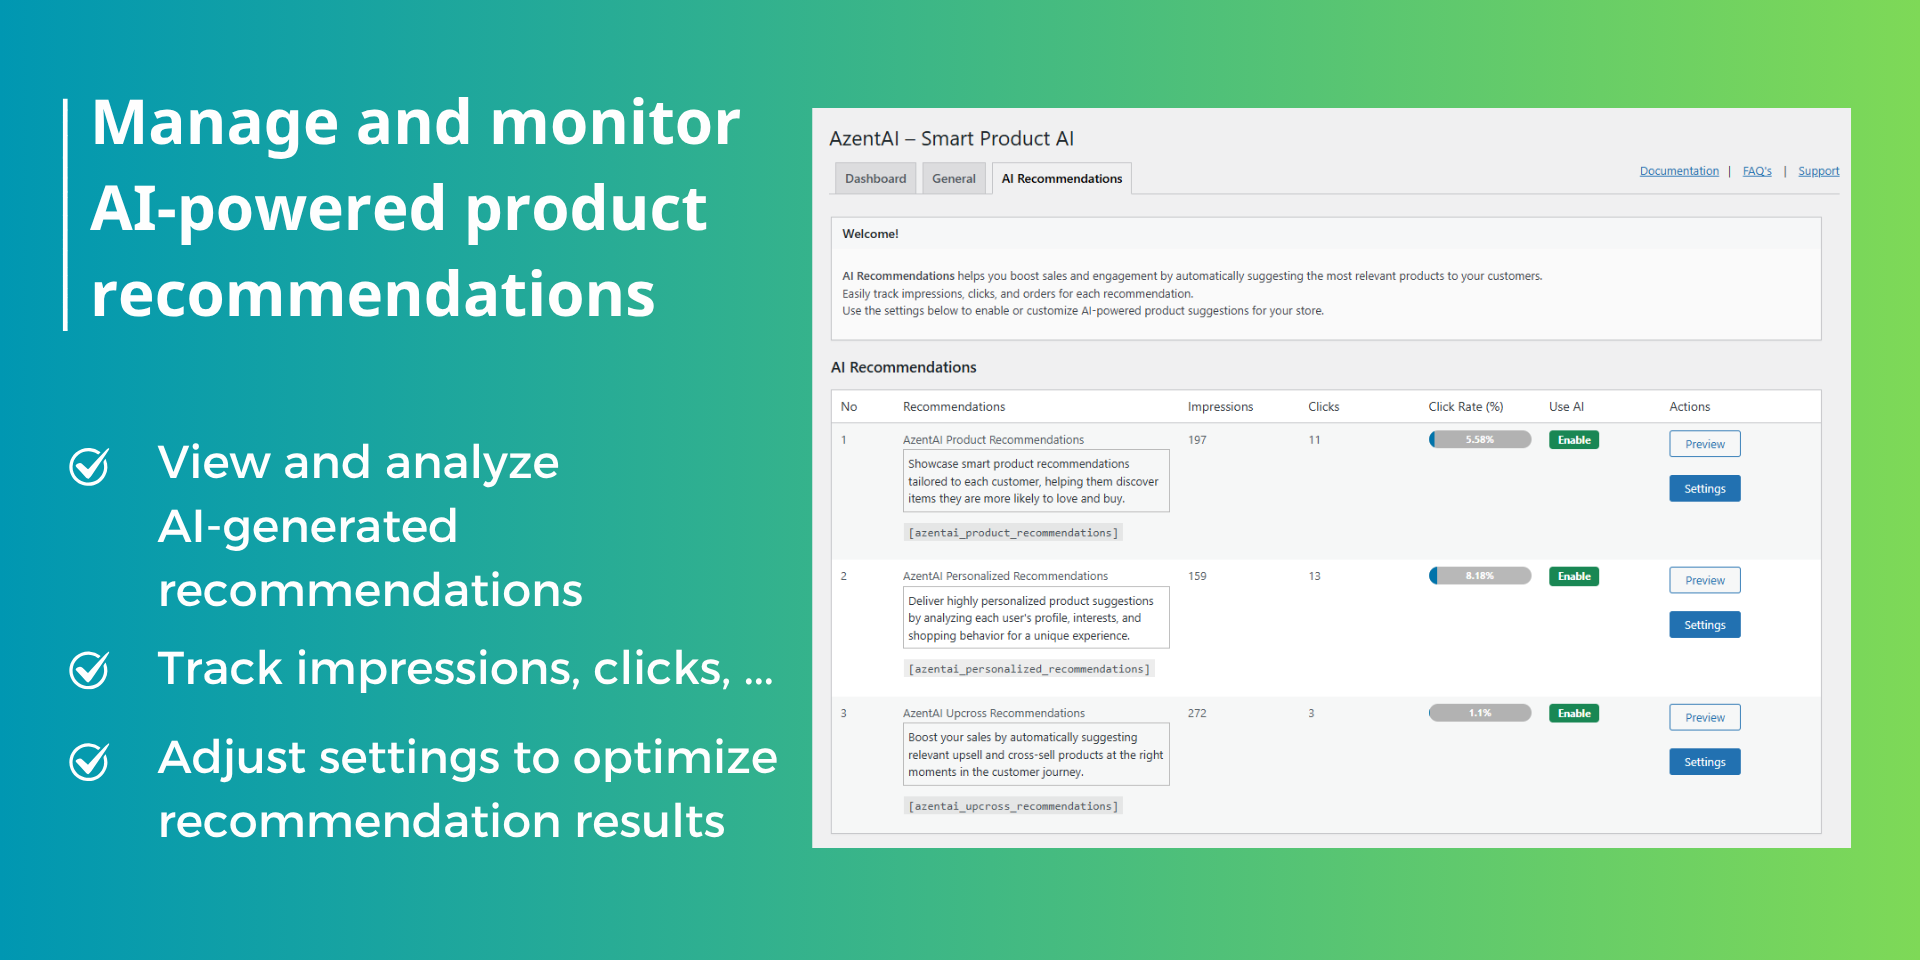 Manage and monitor
AI-powered product
recommendations
View and analyze
AI-generated
recommendations
Track impressions, clicks, ...
Adjust settings to optimize
recommendation results
AzentAI – Smart Product AI
Dashboard General AI Recommendations
Documentation | FAQ's | Support
Welcome!
AI Recommendations helps you boost sales and engagement by automatically suggesting the most relevant products to your customers.
Easily track impressions, clicks, and orders for each recommendation.
Use the settings below to enable or customize AI-powered product suggestions for your store.
AI Recommendations
No Recommendations Impressions Clicks Click Rate (%) Use AI Actions
1 AzentAI Product Recommendations 197 11 5.58% Enable Preview
Showcase smart product recommendations
tailored to each customer, helping them discover
items they are more likely to love and buy.
Settings
[azentai_product_recommendations]
2 AzentAI Personalized Recommendations 159 13 8.18% Enable Preview
Deliver highly personalized product suggestions
by analyzing each user's profile, interests, and
shopping behavior for a unique experience.
Settings
[azentai_personalized_recommendations]
3 AzentAI Upcross Recommendations 272 3 1.1% Enable Preview
Boost your sales by automatically suggesting
relevant upsell and cross-sell products at the right
moments in the customer journey.
Settings
[azentai_upcross_recommendations]